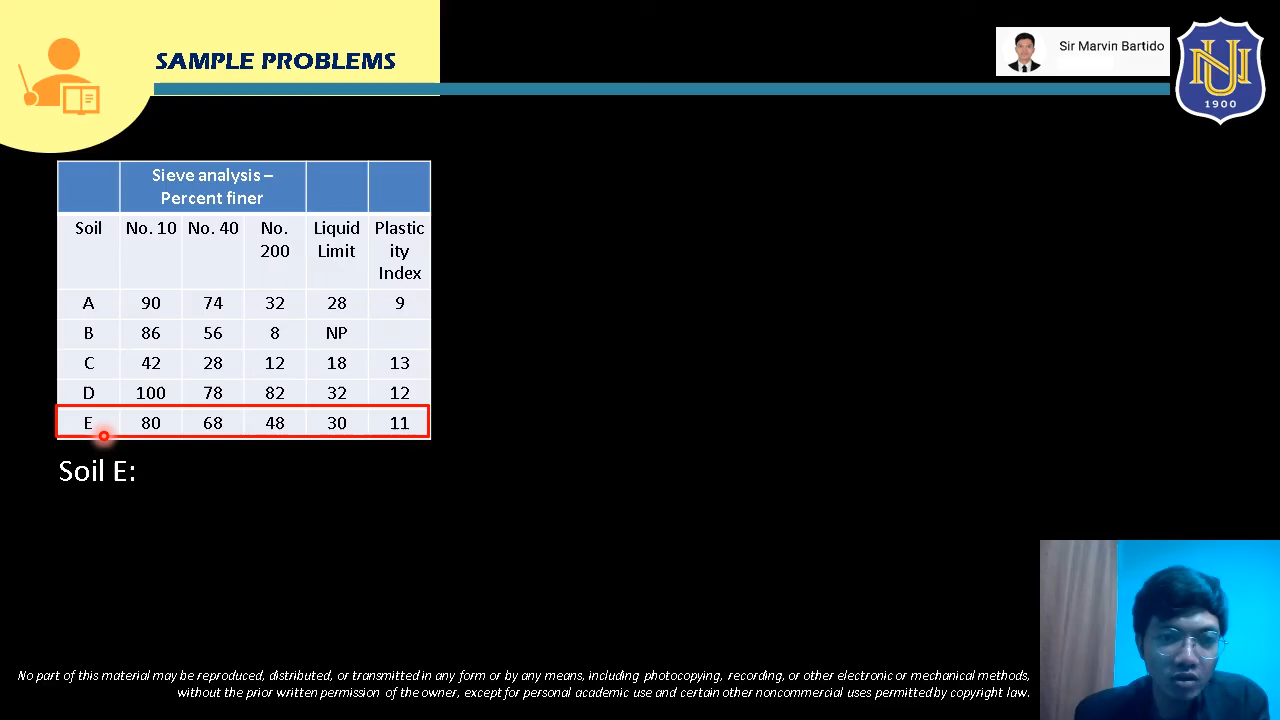 SAMPLE PROBLEMS
Sir Marvin Bartido
NU
1900
Sieve analysis –
Percent finer
Soil No. 10 No. 40 No. 200 Liquid Limit Plasticity Index
A 90 74 32 28 9
B 86 56 8 NP
C 42 28 12 18 13
D 100 78 82 32 12
E 80 68 48 30 11
Soil E:
No part of this material may be reproduced, distributed, or transmitted in any form or by any means, including photocopying, recording, or other electronic or mechanical methods,
without the prior written permission of the owner, except for personal academic use and certain other noncommercial uses permitted by copyright law.